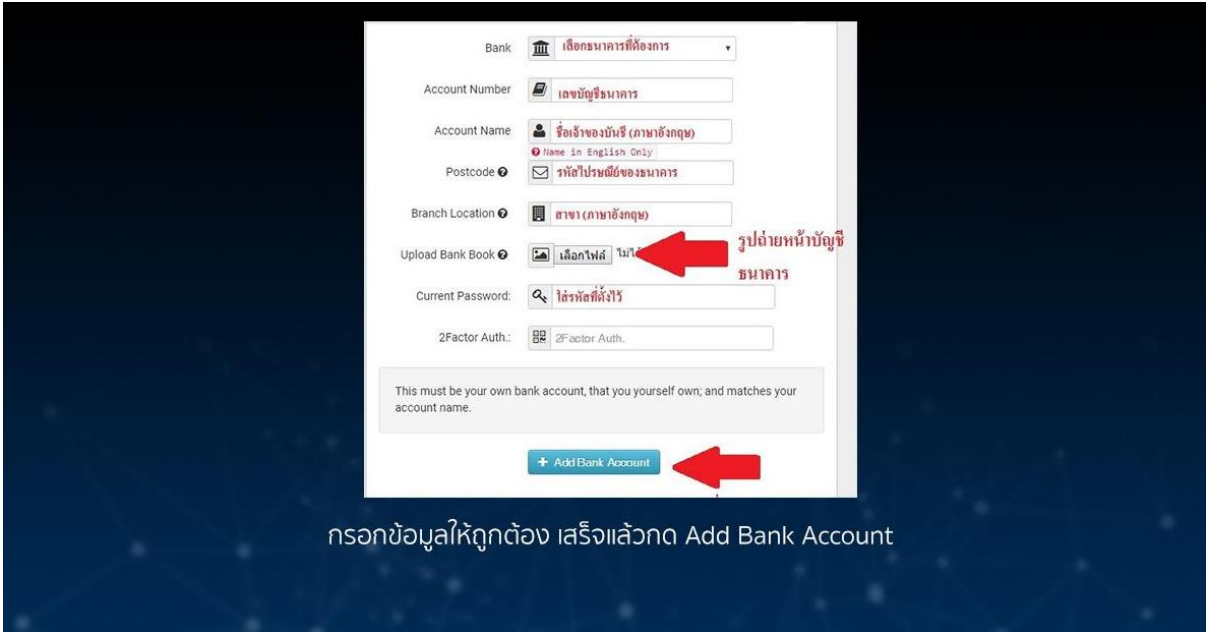 Bank เลือกธนาคารที่ต้องการ
Account Number เลขบัญชีธนาคาร
Account Name ชื่อเจ้าของบันชี (ภาษาอังกฤษ)
Name in English Only
Postcode รหัสไปรษณีย์ของธนาคาร
Branch Location สาขา (ภาษาอังกฤษ)
Upload Bank Book เลือกไฟล์ รูปถ่ายหน้าบัญชี
ธนาคาร
Current Password: ใส่รหัสที่ตั้งไว้
2Factor Auth.: 2Factor Auth.
This must be your own bank account, that you yourself own; and matches your
account name.
+ Add Bank Account
กรอกข้อมูลให้ถูกต้อง เสร็จแล้วกด Add Bank Account